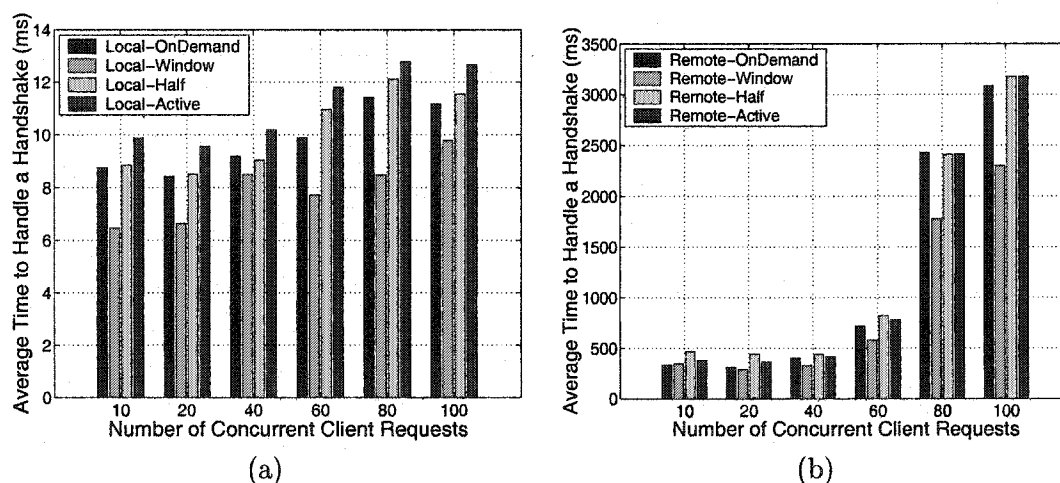 Average Time to Handle a Handshake (ms)
14
12
10
8
6
4
2
0
Local-OnDemand
Local-Window
Local-Half
Local-Active
10 20 40 60 80 100
Number of Concurrent Client Requests
(a)
Average Time to Handle a Handshake (ms)
3500
3000
2500
2000
1500
1000
500
0
Remote-OnDemand
Remote-Window
Remote-Half
Remote-Active
10 20 40 60 80 100
Number of Concurrent Client Requests
(b)